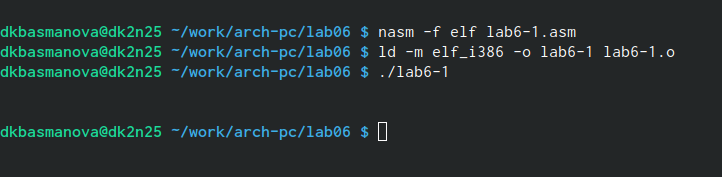 dkbasmanova@dk2n25 ~/work/arch-pc/lab06 $ nasm -f elf lab6-1.asm
dkbasmanova@dk2n25 ~/work/arch-pc/lab06 $ ld -m elf_i386 -o lab6-1 lab6-1.o
dkbasmanova@dk2n25 ~/work/arch-pc/lab06 $ ./lab6-1
dkbasmanova@dk2n25 ~/work/arch-pc/lab06 $